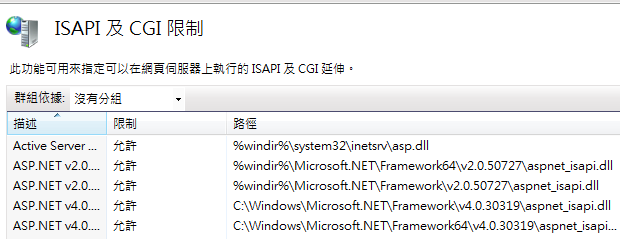 ISAPI 及 CGI 限制
此功能可用來指定可以在網頁伺服器上執行的 ISAPI 及 CGI 延伸。
群組依據: 沒有分組
描述 限制 路徑
Active Server ... 允許 %windir%\system32\inetsrv\asp.dll
ASP.NET v2.0.... 允許 %windir%\Microsoft.NET\Framework64\v2.0.50727\aspnet_isapi.dll
ASP.NET v2.0.... 允許 %windir%\Microsoft.NET\Framework\v2.0.50727\aspnet_isapi.dll
ASP.NET v4.0.... 允許 C:\Windows\Microsoft.NET\Framework\v4.0.30319\aspnet_isapi.dll
ASP.NET v4.0.... 允許 C:\Windows\Microsoft.NET\Framework64\v4.0.30319\aspnet_isapi...